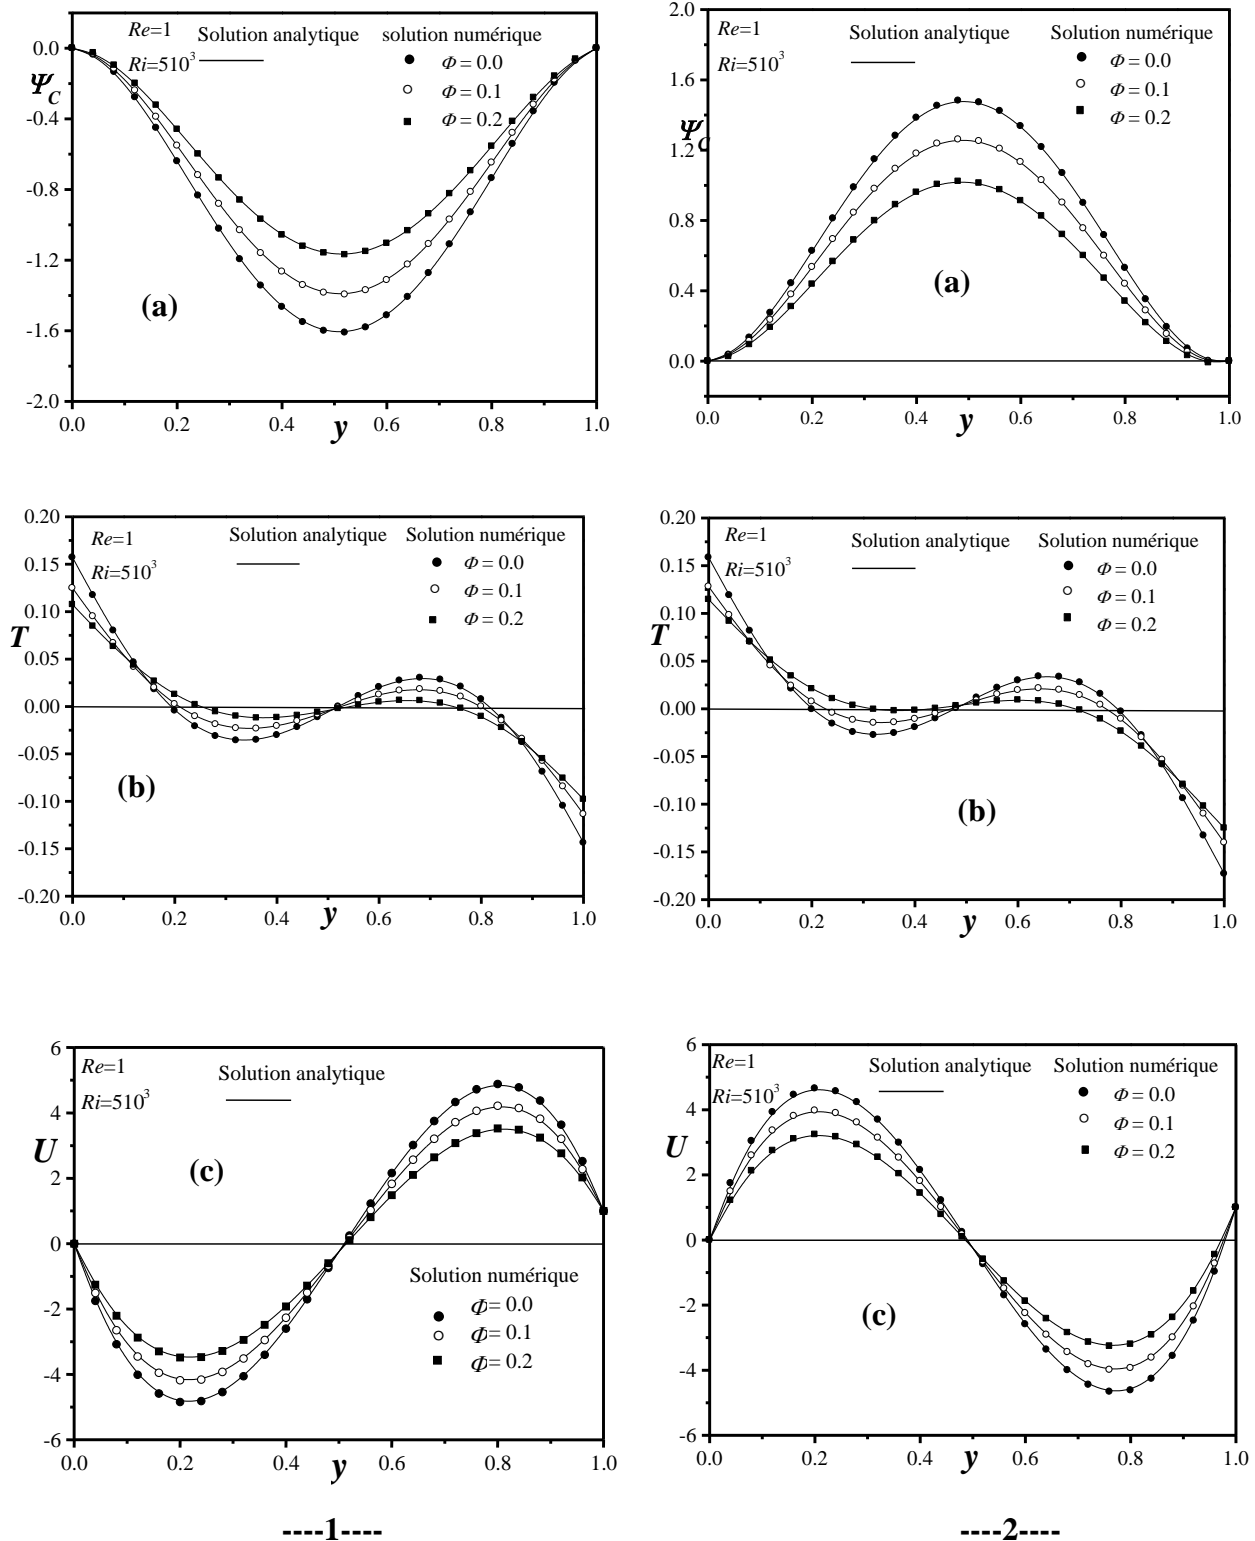 Re=1 Solution analytique solution numérique
Ri=510³
Φ = 0.0
Φ = 0.1
Φ = 0.2
Ψ_C
0.0
-0.4
-0.8
-1.2
-1.6
-2.0
(a)
0.0 0.2 0.4 0.6 0.8 1.0
y
Re=1 Solution analytique Solution numérique
Ri=510³
Φ = 0.0
Φ = 0.1
Φ = 0.2
Ψ_C
2.0
1.6
1.2
0.8
0.4
0.0
(a)
0.0 0.2 0.4 0.6 0.8 1.0
y
Re=1 Solution analytique Solution numérique
Ri=510³
Φ = 0.0
Φ = 0.1
Φ = 0.2
T
0.20
0.15
0.10
0.05
0.00
-0.05
-0.10
-0.15
-0.20
(b)
0.0 0.2 0.4 0.6 0.8 1.0
y
Re=1 Solution analytique Solution numérique
Ri=510³
Φ = 0.0
Φ = 0.1
Φ = 0.2
T
0.20
0.15
0.10
0.05
0.00
-0.05
-0.10
-0.15
-0.20
(b)
0.0 0.2 0.4 0.6 0.8 1.0
y
Re=1 Solution analytique
Ri=510³
U
6
4
2
0
-2
-4
-6
(c)
Solution numérique
Φ= 0.0
Φ= 0.1
Φ= 0.2
0.0 0.2 0.4 0.6 0.8 1.0
y
Re=1 Solution analytique Solution numérique
Ri=510³
Φ = 0.0
Φ = 0.1
Φ = 0.2
U
6
4
2
0
-2
-4
-6
(c)
0.0 0.2 0.4 0.6 0.8 1.0
y
----1----
----2----